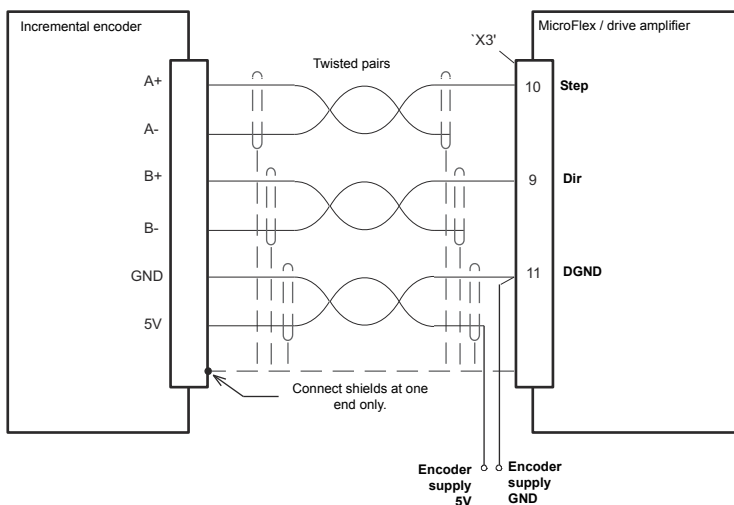 Incremental encoder
MicroFlex / drive amplifier
`X3'
Twisted pairs
A+
10
Step
A-
B+
9
Dir
B-
GND
11
DGND
5V
Connect shields at one
end only.
Encoder
supply
5V
Encoder
supply
GND